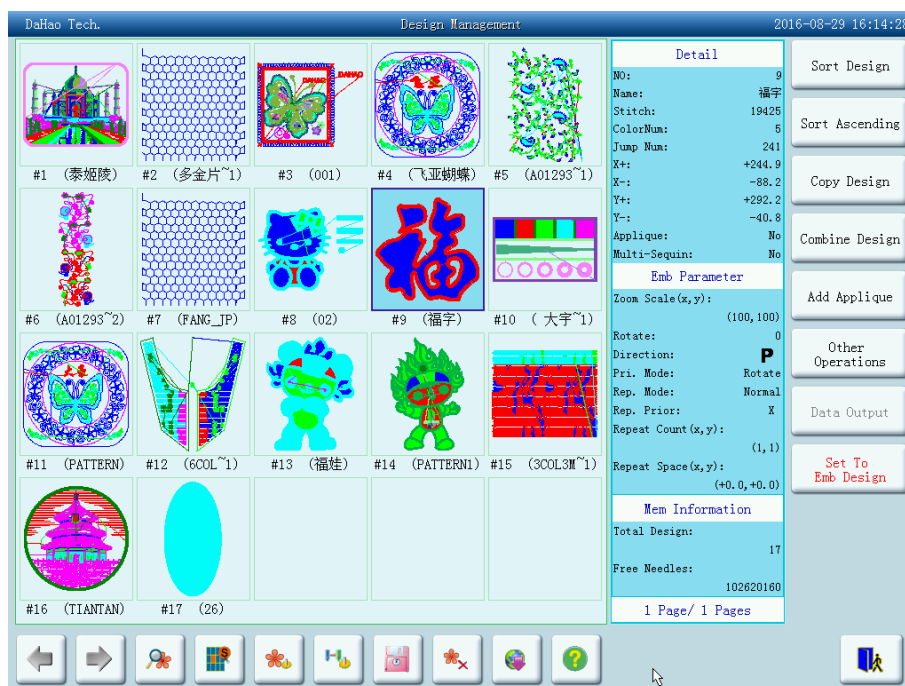 DaHao Tech. Design Management 2016-08-29 16:14:28
#1 (泰姬陵) #2 (多金片~1) #3 (001) #4 (飞亚蝴蝶) #5 (A01293~1)
#6 (A01293~2) #7 (FANG_JP) #8 (02) #9 (福字) #10 ( 大宇~1)
#11 (PATTERN) #12 (6COL~1) #13 (福娃) #14 (PATTERN1) #15 (3COL3M~1)
#16 (TIANTAN) #17 (26)
DAHAO DAHAO
福
大豪
Detail
NO: 9
Name: 福字
Stitch: 19425
ColorNum: 5
Jump Num: 241
X+: +244.9
X-: -88.2
Y+: +292.2
Y-: -40.8
Applique: No
Multi-Sequin: No
Emb Parameter
Zoom Scale(x,y):
(100,100)
Rotate: 0
Direction: P
Pri. Mode: Rotate
Rep. Mode: Normal
Rep. Prior: X
Repeat Count(x,y):
(1,1)
Repeat Space(x,y):
(+0.0,+0.0)
Mem Information
Total Design:
17
Free Needles:
102620160
1 Page/ 1 Pages
Sort Design
Sort Ascending
Copy Design
Combine Design
Add Applique
Other
Operations
Data Output
Set To
Emb Design